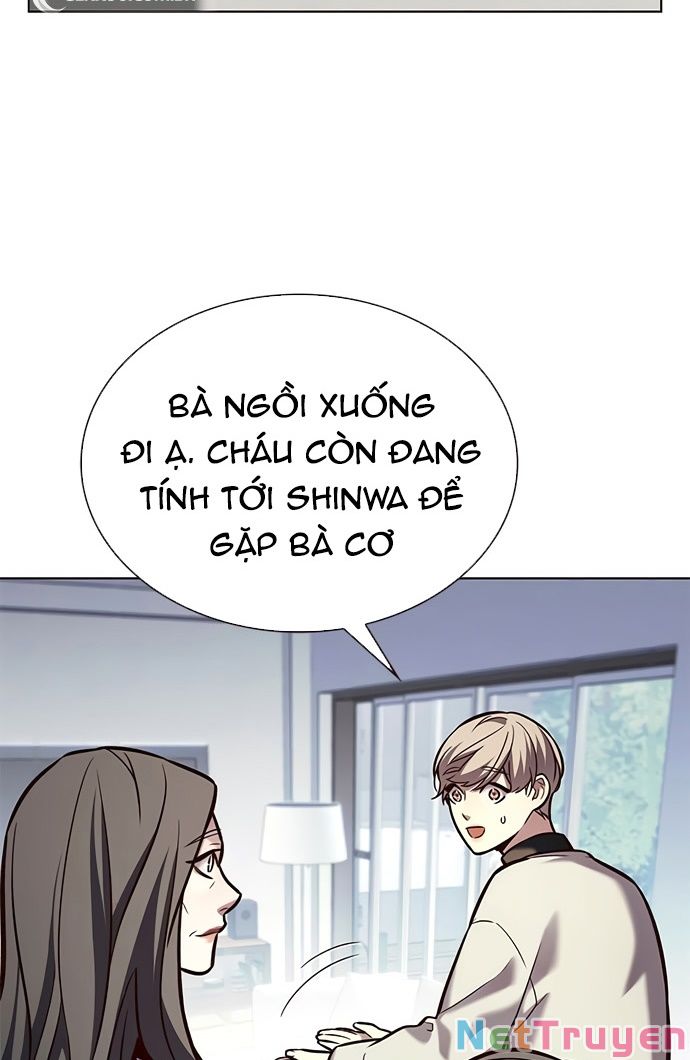 BÀ NGỒI XUỐNG
ĐI Ạ. CHÁU CÒN ĐANG
TÍNH TỚI SHINWA ĐỂ
GẶP BÀ CƠ
NetTruyen